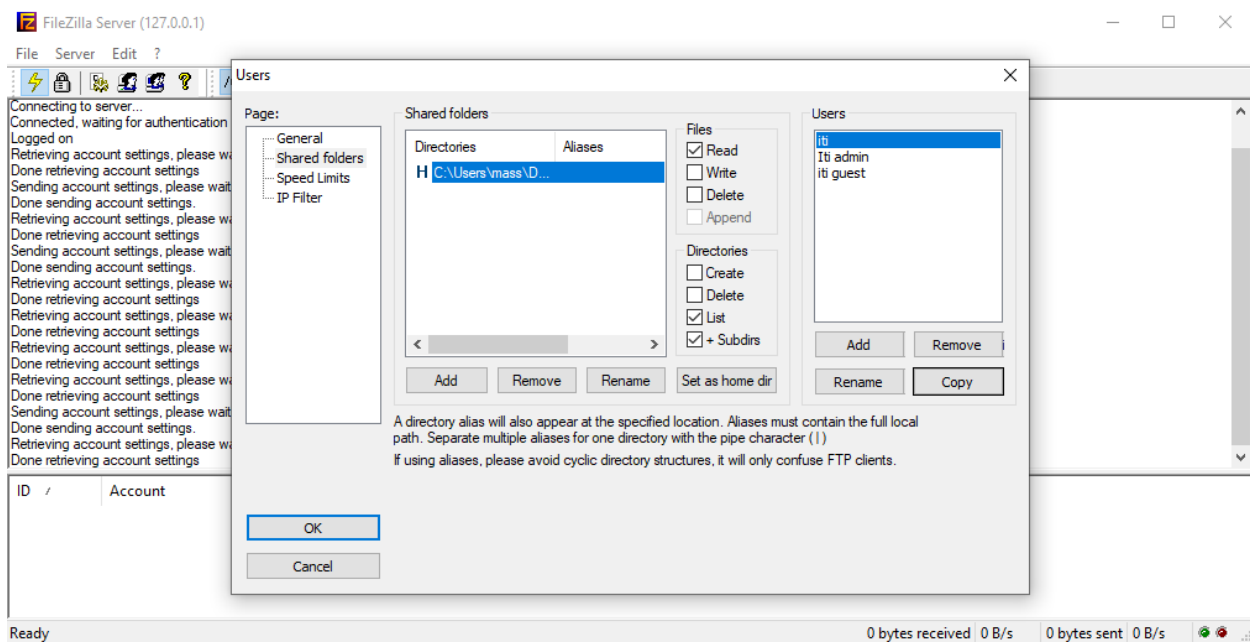 FileZilla Server (127.0.0.1)
File Server Edit ?
Connecting to server...
Connected, waiting for authentication
Logged on
Retrieving account settings, please wa
Done retrieving account settings
Sending account settings, please wait
Done sending account settings.
Retrieving account settings, please wa
Done retrieving account settings
Sending account settings, please wait
Done sending account settings.
Retrieving account settings, please wa
Done retrieving account settings
Retrieving account settings, please wa
Done retrieving account settings
Retrieving account settings, please wa
Done retrieving account settings
Retrieving account settings, please wa
Done retrieving account settings
Sending account settings, please wait
Done sending account settings.
Retrieving account settings, please wa
Done retrieving account settings
ID / Account
Users
Page:
General
Shared folders
Speed Limits
IP Filter
Shared folders
Directories Aliases
H C:\Users\mass\D...
Files
Read
Write
Delete
Append
Directories
Create
Delete
List
+ Subdirs
Add Remove Rename Set as home dir
Users
iti
Iti admin
iti guest
Add Remove
Rename Copy
A directory alias will also appear at the specified location. Aliases must contain the full local
path. Separate multiple aliases for one directory with the pipe character ( | )
If using aliases, please avoid cyclic directory structures, it will only confuse FTP clients.
OK
Cancel
Ready 0 bytes received 0 B/s 0 bytes sent 0 B/s